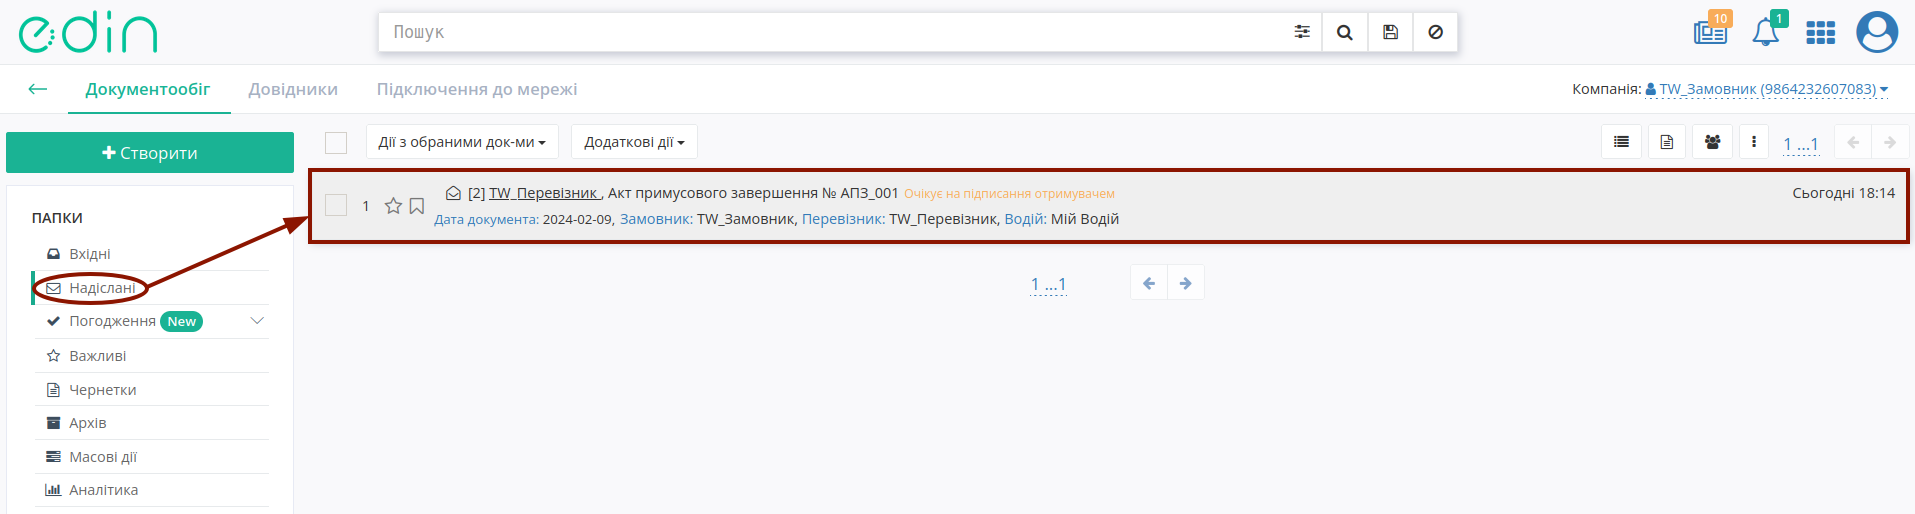 edin
Пошук
10
1
Документообіг
Довідники
Підключення до мережі
Компанія: TW_Замовник (9864232607083)
Створити
Дії з обраними док-ми
Додаткові дії
1 ...1
ПАПКИ
Вхідні
Надіслані
Погодження New
Важливі
Чернетки
Архів
Масові дії
Аналітика
1 [2] TW_Перевізник , Акт примусового завершення № АПЗ_001 Очікує на підписання отримувачем Сьогодні 18:14
Дата документа: 2024-02-09, Замовник: TW_Замовник, Перевізник: TW_Перевізник, Водій: Мій Водій
1 ...1